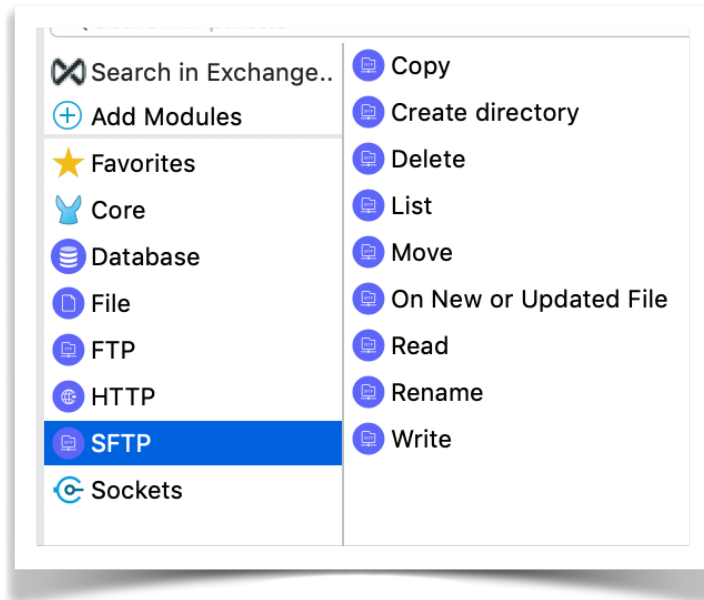 Search in Exchange..
Add Modules
Favorites
Core
Database
File
FTP
HTTP
SFTP
Sockets
Copy
Create directory
Delete
List
Move
On New or Updated File
Read
Rename
Write